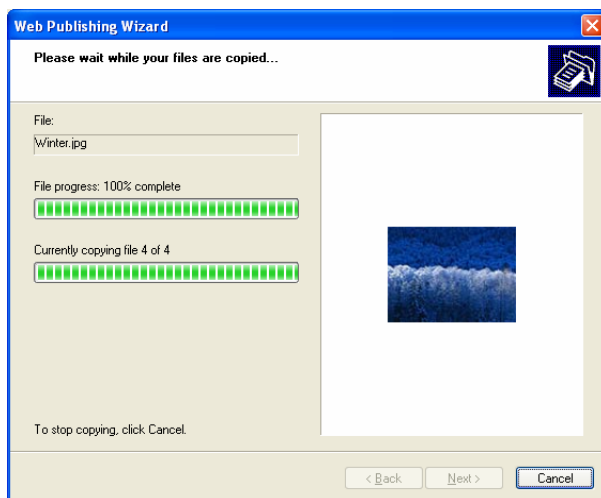 Web Publishing Wizard
Please wait while your files are copied...
File:
Winter.jpg
File progress: 100% complete
Currently copying file 4 of 4
To stop copying, click Cancel.
< Back
Next >
Cancel